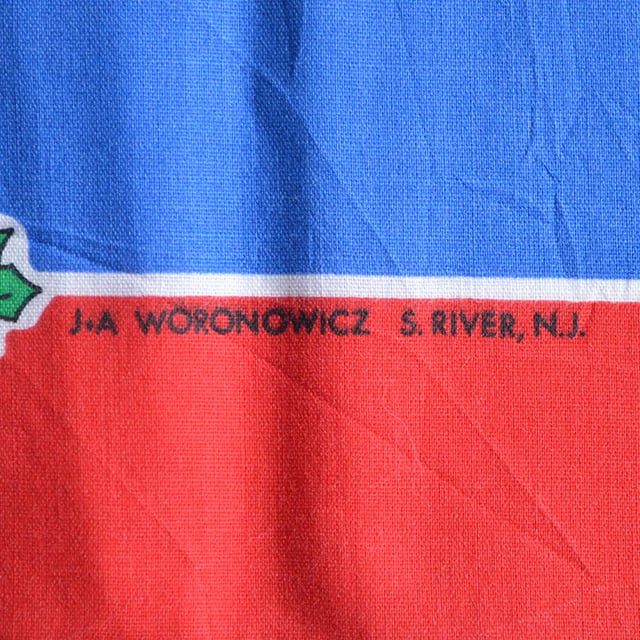 J•A WORONOWICZ S. RIVER, N.J.